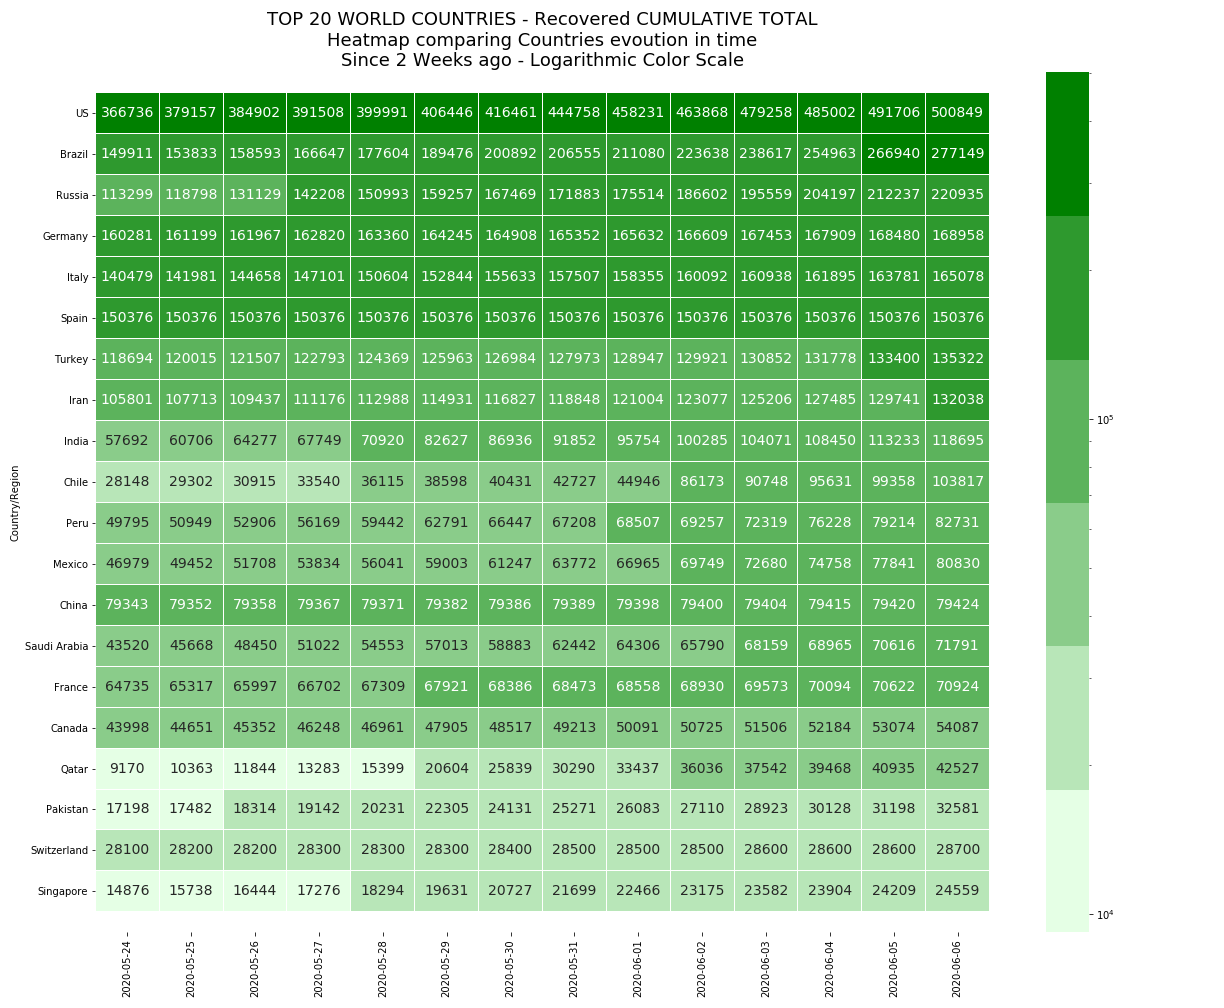 TOP 20 WORLD COUNTRIES - Recovered CUMULATIVE TOTAL
Heatmap comparing Countries evoution in time
Since 2 Weeks ago - Logarithmic Color Scale
US 366736 379157 384902 391508 399991 406446 416461 444758 458231 463868 479258 485002 491706 500849
Brazil 149911 153833 158593 166647 177604 189476 200892 206555 211080 223638 238617 254963 266940 277149
Russia 113299 118798 131129 142208 150993 159257 167469 171883 175514 186602 195559 204197 212237 220935
Germany 160281 161199 161967 162820 163360 164245 164908 165352 165632 166609 167453 167909 168480 168958
Italy 140479 141981 144658 147101 150604 152844 155633 157507 158355 160092 160938 161895 163781 165078
Spain 150376 150376 150376 150376 150376 150376 150376 150376 150376 150376 150376 150376 150376 150376
Turkey 118694 120015 121507 122793 124369 125963 126984 127973 128947 129921 130852 131778 133400 135322
Iran 105801 107713 109437 111176 112988 114931 116827 118848 121004 123077 125206 127485 129741 132038
India 57692 60706 64277 67749 70920 82627 86936 91852 95754 100285 104071 108450 113233 118695
Chile 28148 29302 30915 33540 36115 38598 40431 42727 44946 86173 90748 95631 99358 103817
Peru 49795 50949 52906 56169 59442 62791 66447 67208 68507 69257 72319 76228 79214 82731
Mexico 46979 49452 51708 53834 56041 59003 61247 63772 66965 69749 72680 74758 77841 80830
China 79343 79352 79358 79367 79371 79382 79386 79389 79398 79400 79404 79415 79420 79424
Saudi Arabia 43520 45668 48450 51022 54553 57013 58883 62442 64306 65790 68159 68965 70616 71791
France 64735 65317 65997 66702 67309 67921 68386 68473 68558 68930 69573 70094 70622 70924
Canada 43998 44651 45352 46248 46961 47905 48517 49213 50091 50725 51506 52184 53074 54087
Qatar 9170 10363 11844 13283 15399 20604 25839 30290 33437 36036 37542 39468 40935 42527
Pakistan 17198 17482 18314 19142 20231 22305 24131 25271 26083 27110 28923 30128 31198 32581
Switzerland 28100 28200 28200 28300 28300 28300 28400 28500 28500 28500 28600 28600 28600 28700
Singapore 14876 15738 16444 17276 18294 19631 20727 21699 22466 23175 23582 23904 24209 24559
Country/Region
2020-05-24 2020-05-25 2020-05-26 2020-05-27 2020-05-28 2020-05-29 2020-05-30 2020-05-31 2020-06-01 2020-06-02 2020-06-03 2020-06-04 2020-06-05 2020-06-06
10⁵
10⁴